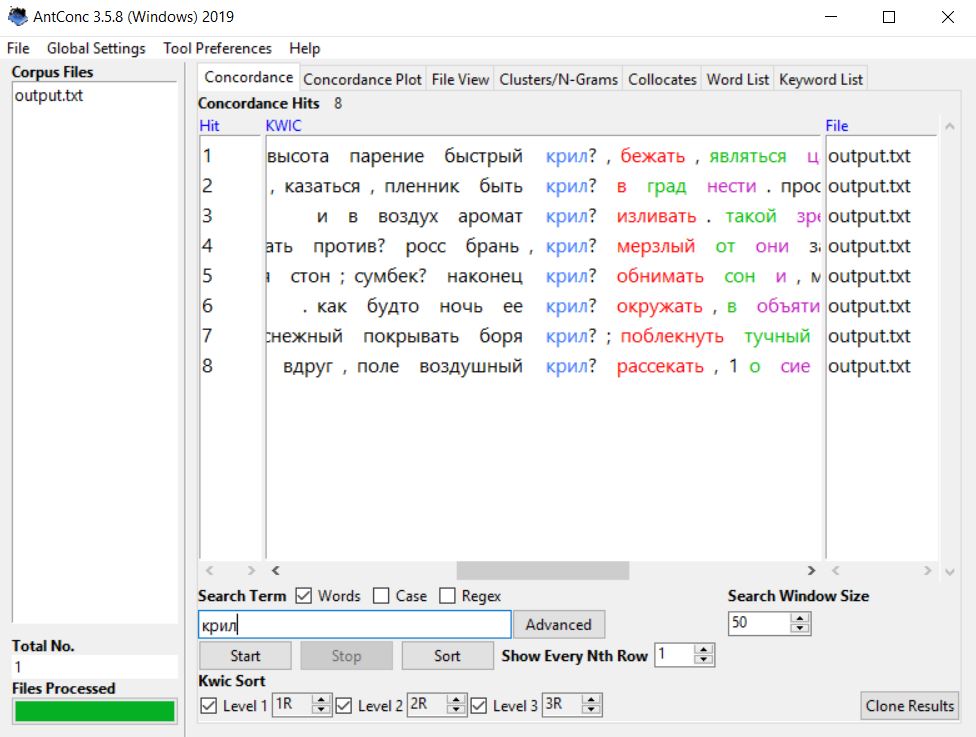 AntConc 3.5.8 (Windows) 2019
File Global Settings Tool Preferences Help
Corpus Files
output.txt
Concordance Concordance Plot File View Clusters/N-Grams Collocates Word List Keyword List
Concordance Hits 8
Hit KWIC File
1 высота парение быстрый крил? , бежать , являться ц output.txt
2 , казаться , пленник быть крил? в град нести . прос output.txt
3 и в воздух аромат крил? изливать . такой зре output.txt
4 ать против? росс брань , крил? мерзлый от они за output.txt
5 я стон ; сумбек? наконец крил? обнимать сон и , м output.txt
6 . как будто ночь ее крил? окружать , в объяти output.txt
7 снежный покрывать боря крил? ; поблекнуть тучный output.txt
8 вдруг , поле воздушный крил? рассекать , 1 о сие output.txt
Search Term Words Case Regex Search Window Size
крил Advanced 50
Start Stop Sort Show Every Nth Row 1
Kwic Sort
Level 1 1R Level 2 2R Level 3 3R Clone Results
Total No.
1
Files Processed